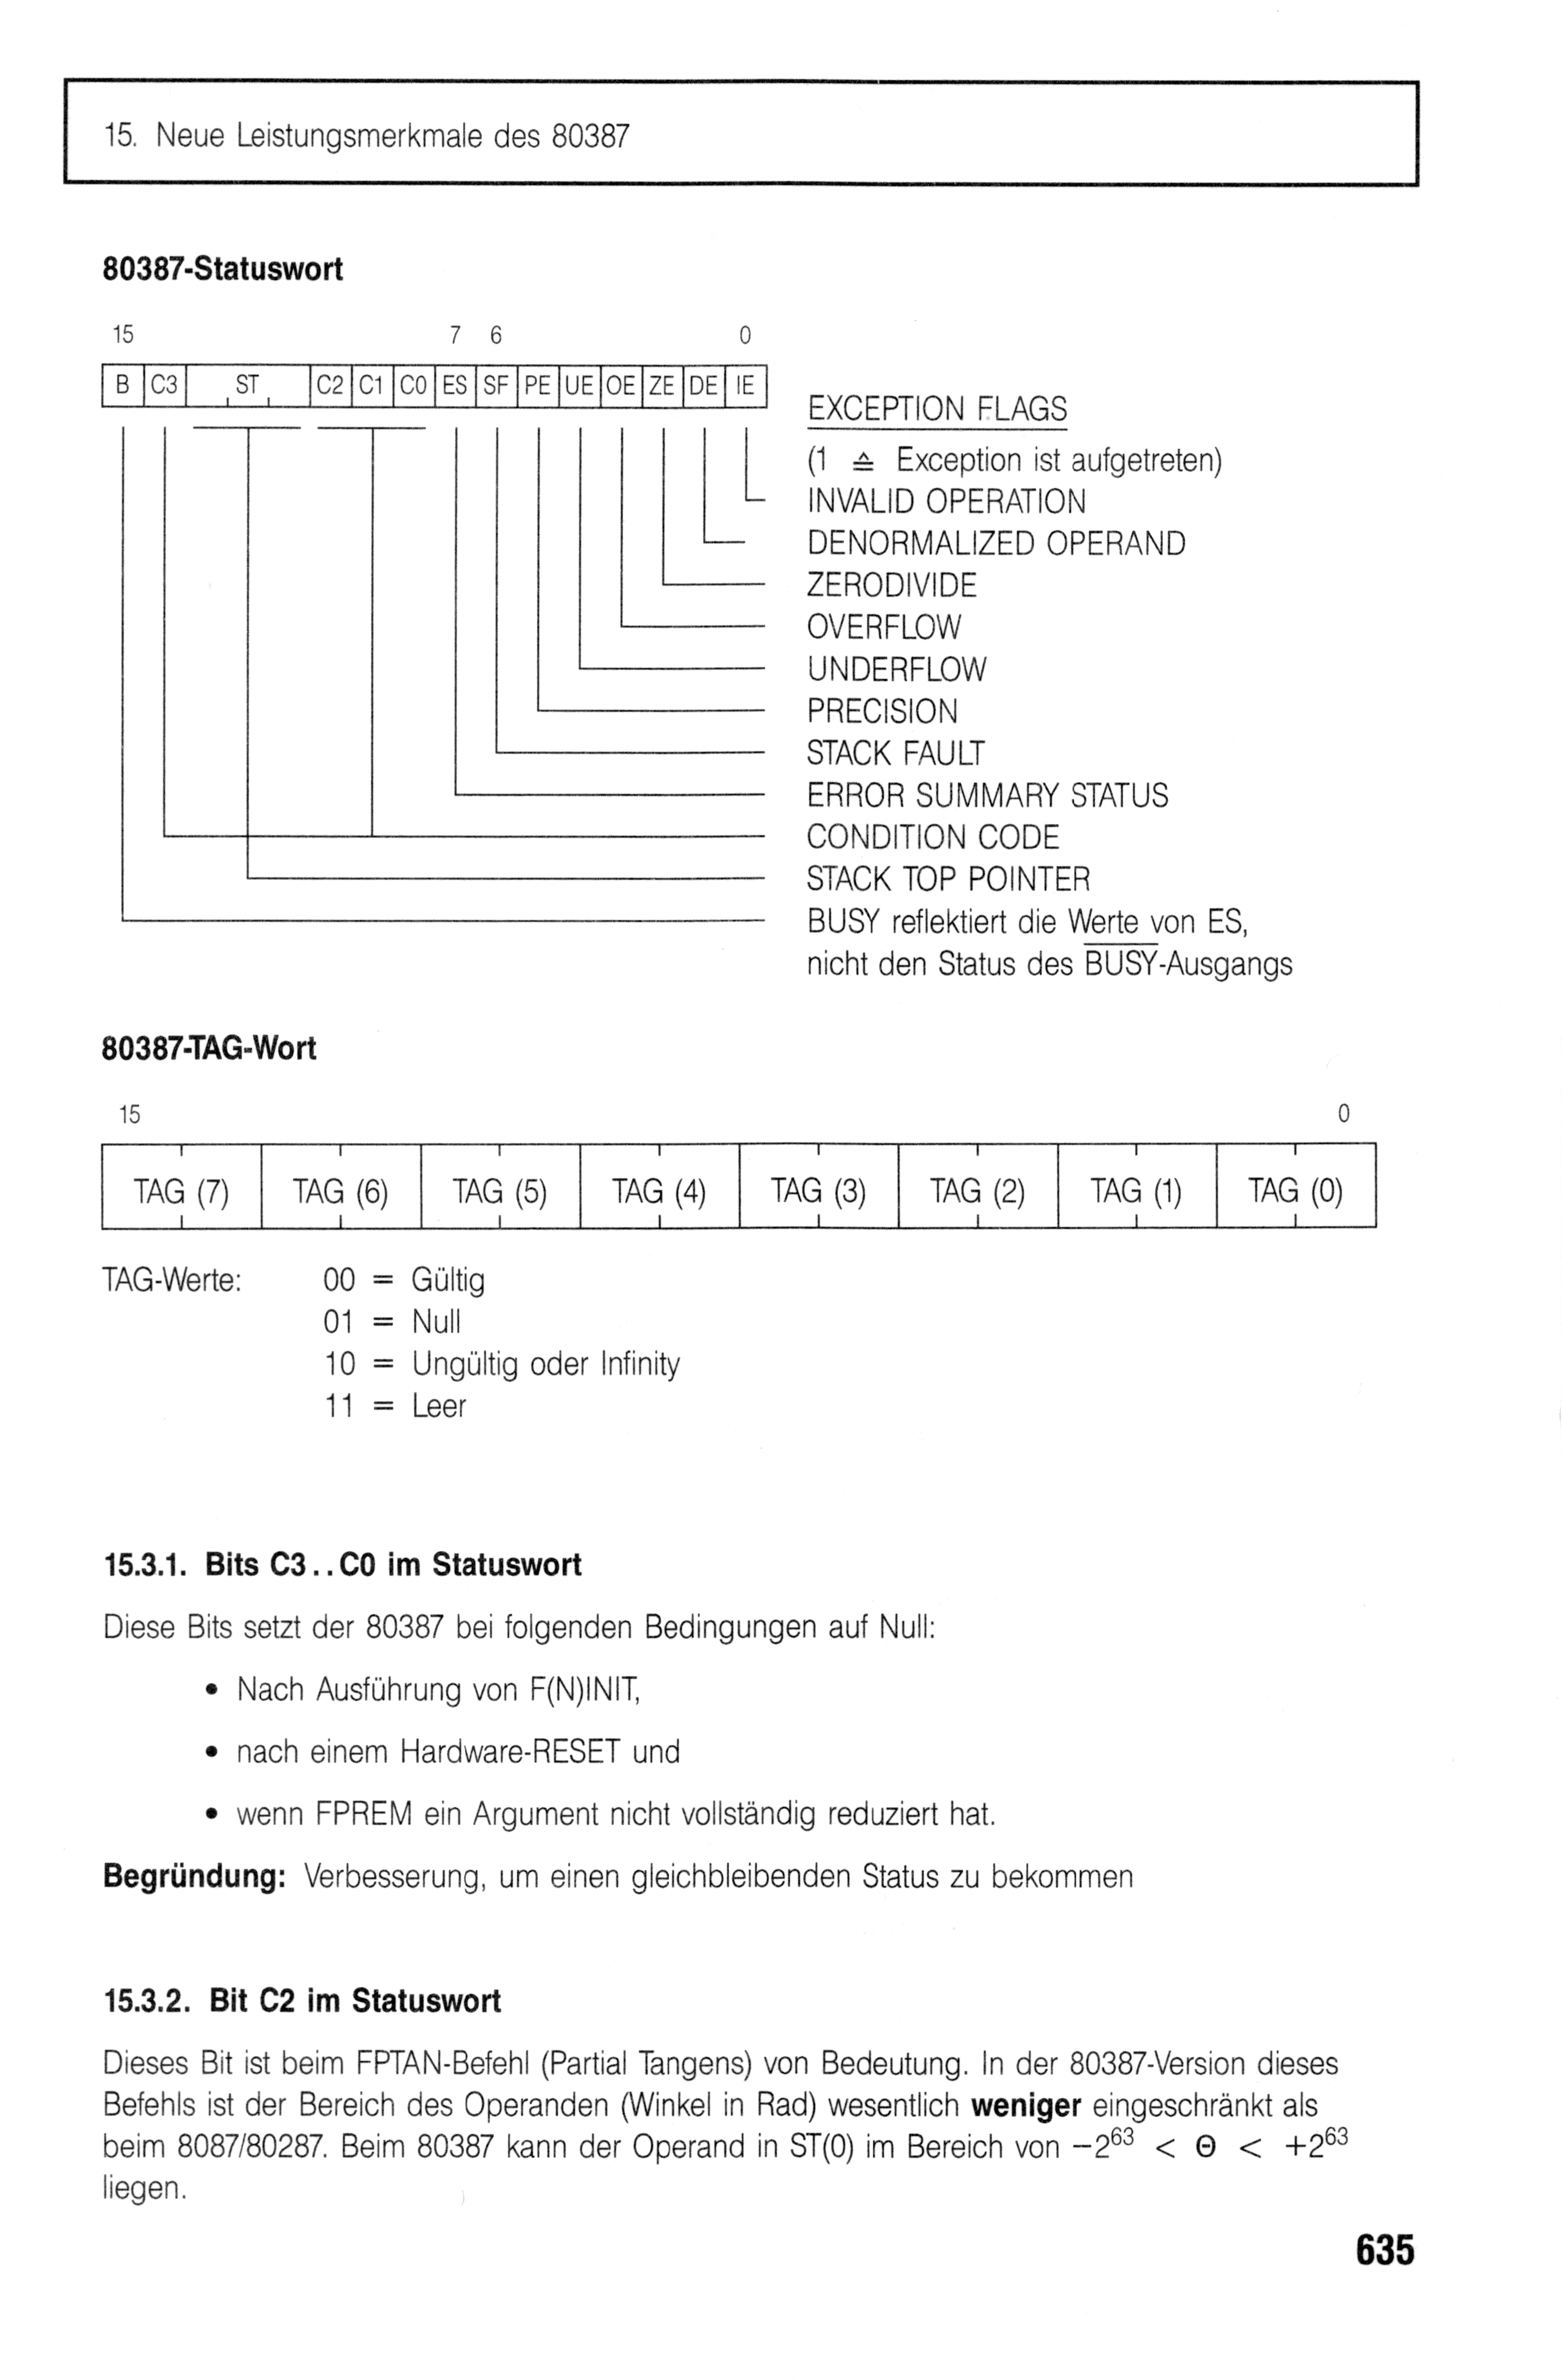 15. Neue Leistungsmerkmale des 80387
80387-Statuswort
15 7 6 0
B C3 ST C2 C1 C0 ES SF PE UE OE ZE DE IE
EXCEPTION FLAGS
(1 ≙ Exception ist aufgetreten)
INVALID OPERATION
DENORMALIZED OPERAND
ZERODIVIDE
OVERFLOW
UNDERFLOW
PRECISION
STACK FAULT
ERROR SUMMARY STATUS
CONDITION CODE
STACK TOP POINTER
BUSY reflektiert die Werte von ES,
nicht den Status des B̅U̅S̅Y̅-Ausgangs
80387-TAG-Wort
15 0
TAG (7) TAG (6) TAG (5) TAG (4) TAG (3) TAG (2) TAG (1) TAG (0)
TAG-Werte: 00 = Gültig
01 = Null
10 = Ungültig oder Infinity
11 = Leer
15.3.1. Bits C3..C0 im Statuswort
Diese Bits setzt der 80387 bei folgenden Bedingungen auf Null:
• Nach Ausführung von F(N)INIT,
• nach einem Hardware-RESET und
• wenn FPREM ein Argument nicht vollständig reduziert hat.
Begründung: Verbesserung, um einen gleichbleibenden Status zu bekommen
15.3.2. Bit C2 im Statuswort
Dieses Bit ist beim FPTAN-Befehl (Partial Tangens) von Bedeutung. In der 80387-Version dieses
Befehls ist der Bereich des Operanden (Winkel in Rad) wesentlich weniger eingeschränkt als
beim 8087/80287. Beim 80387 kann der Operand in ST(0) im Bereich von −2⁶³ < Θ < +2⁶³
liegen.
635